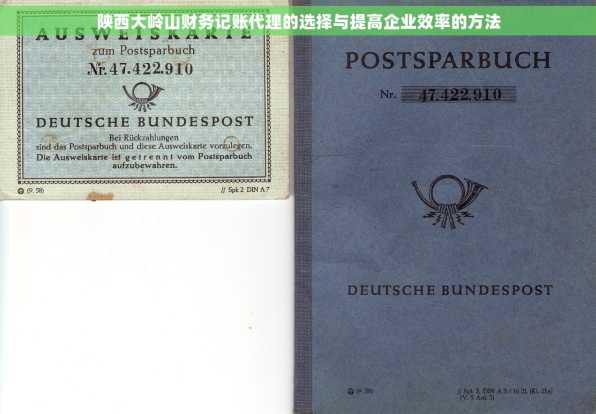 陕西大岭山财务记账代理的选择与提高企业效率的方法
AUSWEISKARTE
zum Postsparbuch
Nr. 47.422.910
DEUTSCHE BUNDESPOST
Bei Rückzahlungen
sind das Postsparbuch und diese Ausweiskarte vorzulegen.
Die Ausweiskarte ist getrennt vom Postsparbuch
aufzubewahren.
(9. 58)
// Spk 2 DIN A 7
POSTSPARBUCH
Nr. 47.422.910
DEUTSCHE BUNDESPOST